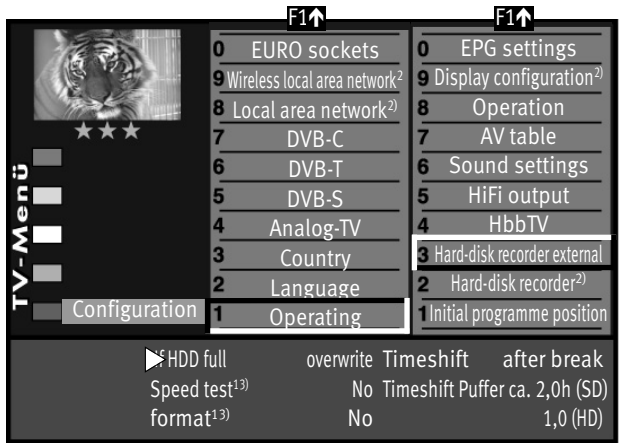 F1↑
F1↑
0 EURO sockets
9 Wireless local area network2
8 Local area network2)
7 DVB-C
6 DVB-T
5 DVB-S
4 Analog-TV
3 Country
2 Language
1 Operating
0 EPG settings
9 Display configuration2)
8 Operation
7 AV table
6 Sound settings
5 HiFi output
4 HbbTV
3 Hard-disk recorder external
2 Hard-disk recorder2)
1 Initial programme position
TV-Menü
Configuration
If HDD full overwrite Timeshift after break
Speed test13) No Timeshift Puffer ca. 2,0h (SD)
format13) No 1,0 (HD)